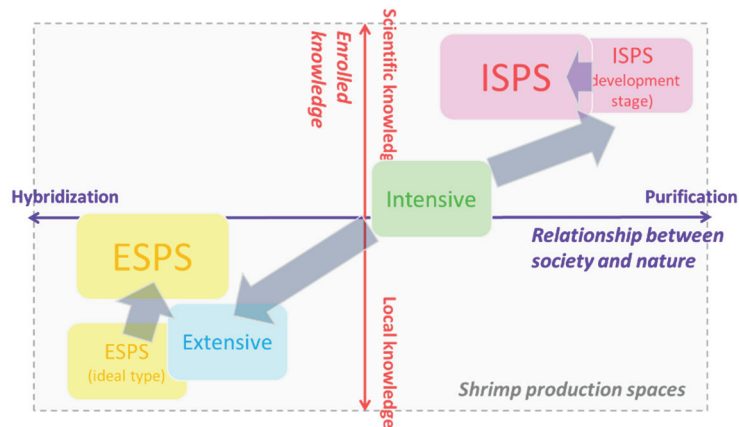 Enrolled
knowledge
Scientific knowledg
ISPS
ISPS
development
stage)
Hybridization
Purification
Intensive
Relationship between
society and nature
ESPS
ESPS
(ideal type)
Extensive
Local knowledge
Shrimp production spaces